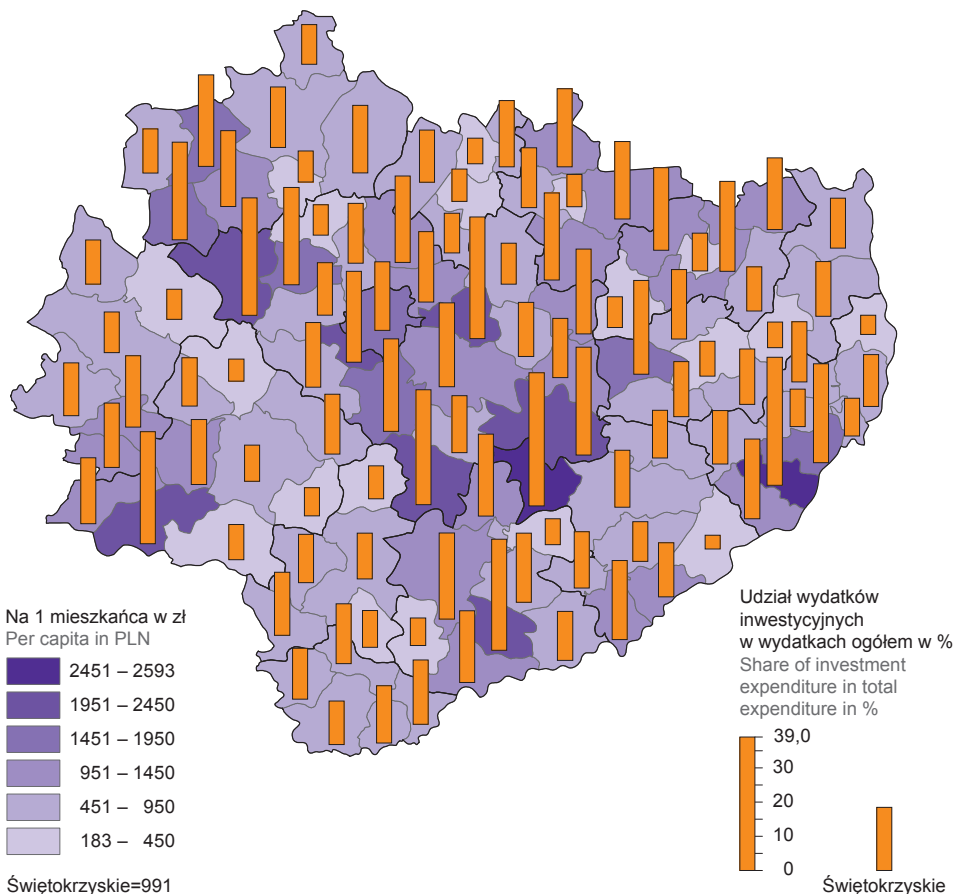 Na 1 mieszkańca w zł
Per capita in PLN
2451 – 2593
1951 – 2450
1451 – 1950
951 – 1450
451 – 950
183 – 450
Świętokrzyskie=991
Udział wydatków
inwestycyjnych
w wydatkach ogółem w %
Share of investment
expenditure in total
expenditure in %
39,0
30
20
10
0
Świętokrzyskie